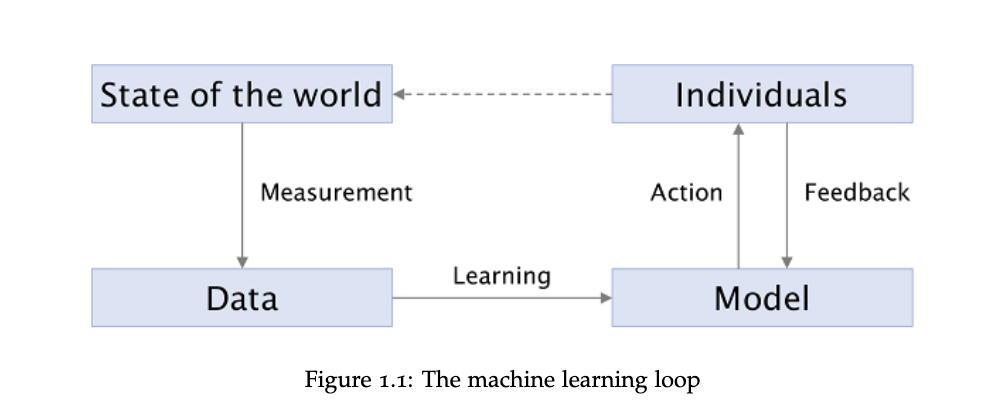 State of the world
Individuals
Measurement
Action
Feedback
Data
Learning
Model
Figure 1.1: The machine learning loop